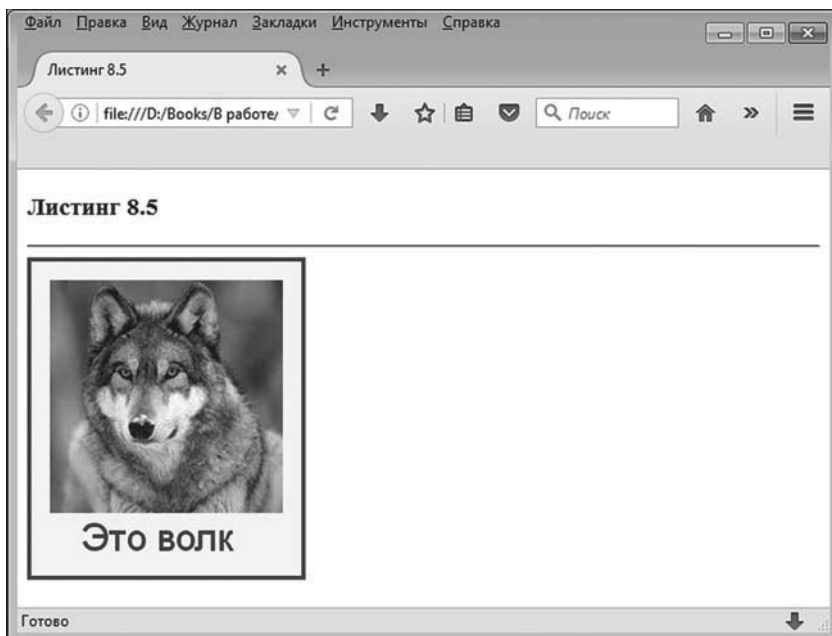 Файл Правка Вид Журнал Закладки Инструменты Справка
Листинг 8.5
file:///D:/Books/В работе/
Поиск
Листинг 8.5
Это волк
Готово